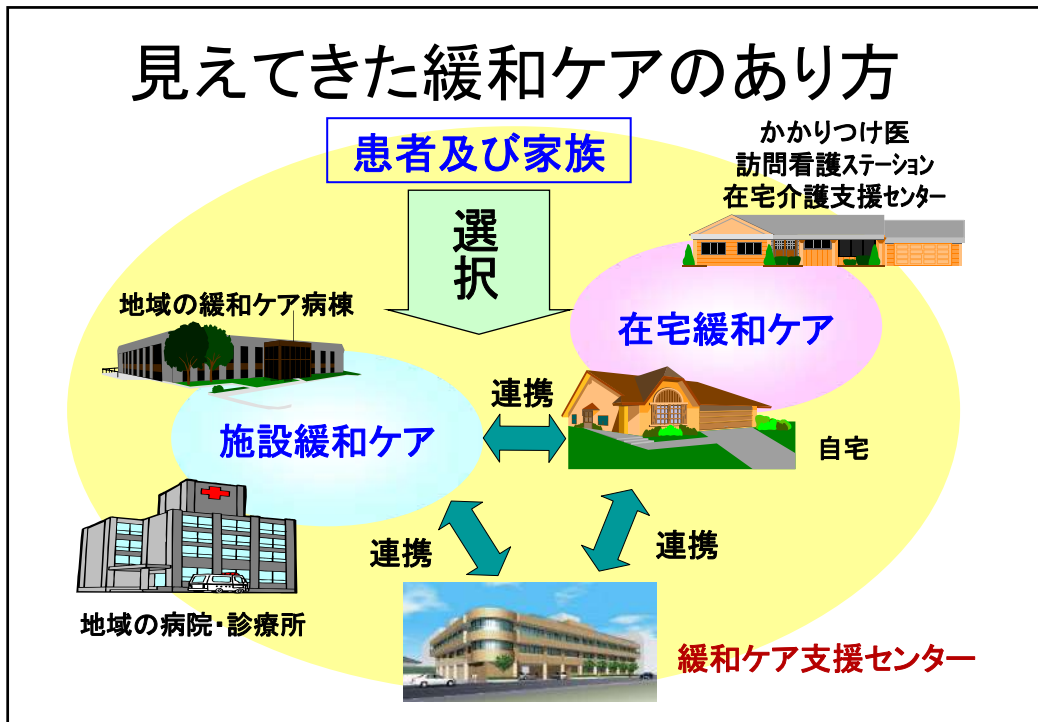 見えてきた緩和ケアのあり方
患者及び家族
かかりつけ医
訪問看護ステーション
在宅介護支援センター
選
択
地域の緩和ケア病棟
在宅緩和ケア
連携
施設緩和ケア
自宅
連携
連携
地域の病院・診療所
緩和ケア支援センター